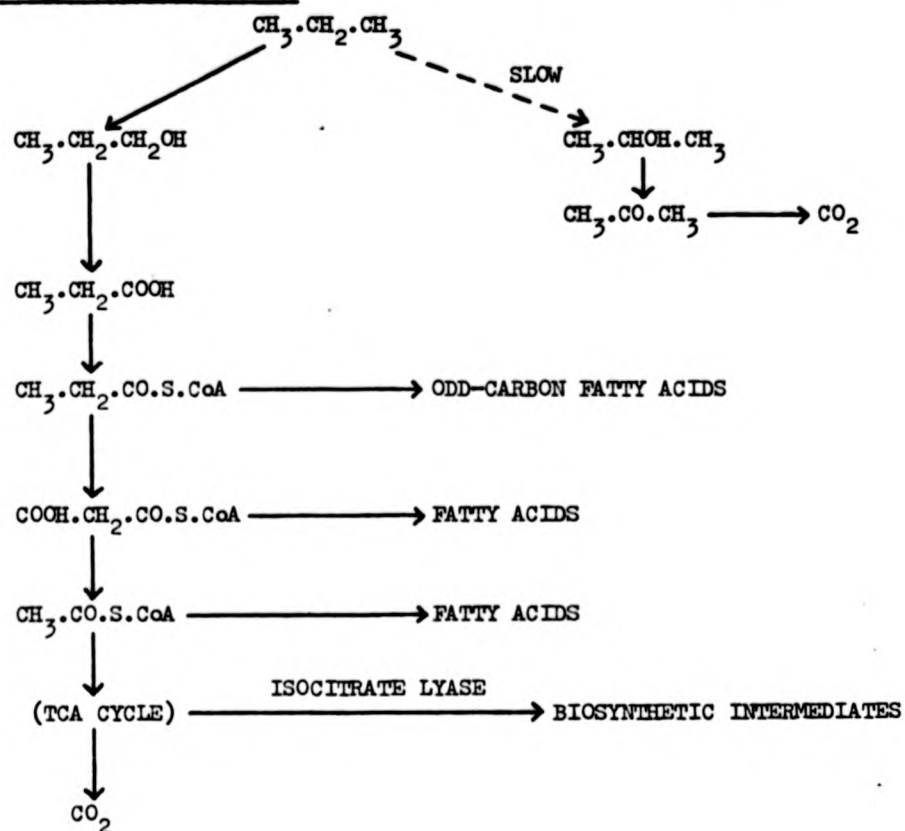 CH3.CH2.CH3
SLOW
CH3.CH2.CH2OH
CH3.CHOH.CH3
CH3.CO.CH3
CO2
CH3.CH2.COOH
CH3.CH2.CO.S.CoA
ODD-CARBON FATTY ACIDS
COOH.CH2.CO.S.CoA
FATTY ACIDS
CH3.CO.S.CoA
FATTY ACIDS
ISOCITRATE LYASE
(TCA CYCLE)
BIOSYNTHETIC INTERMEDIATES
CO2